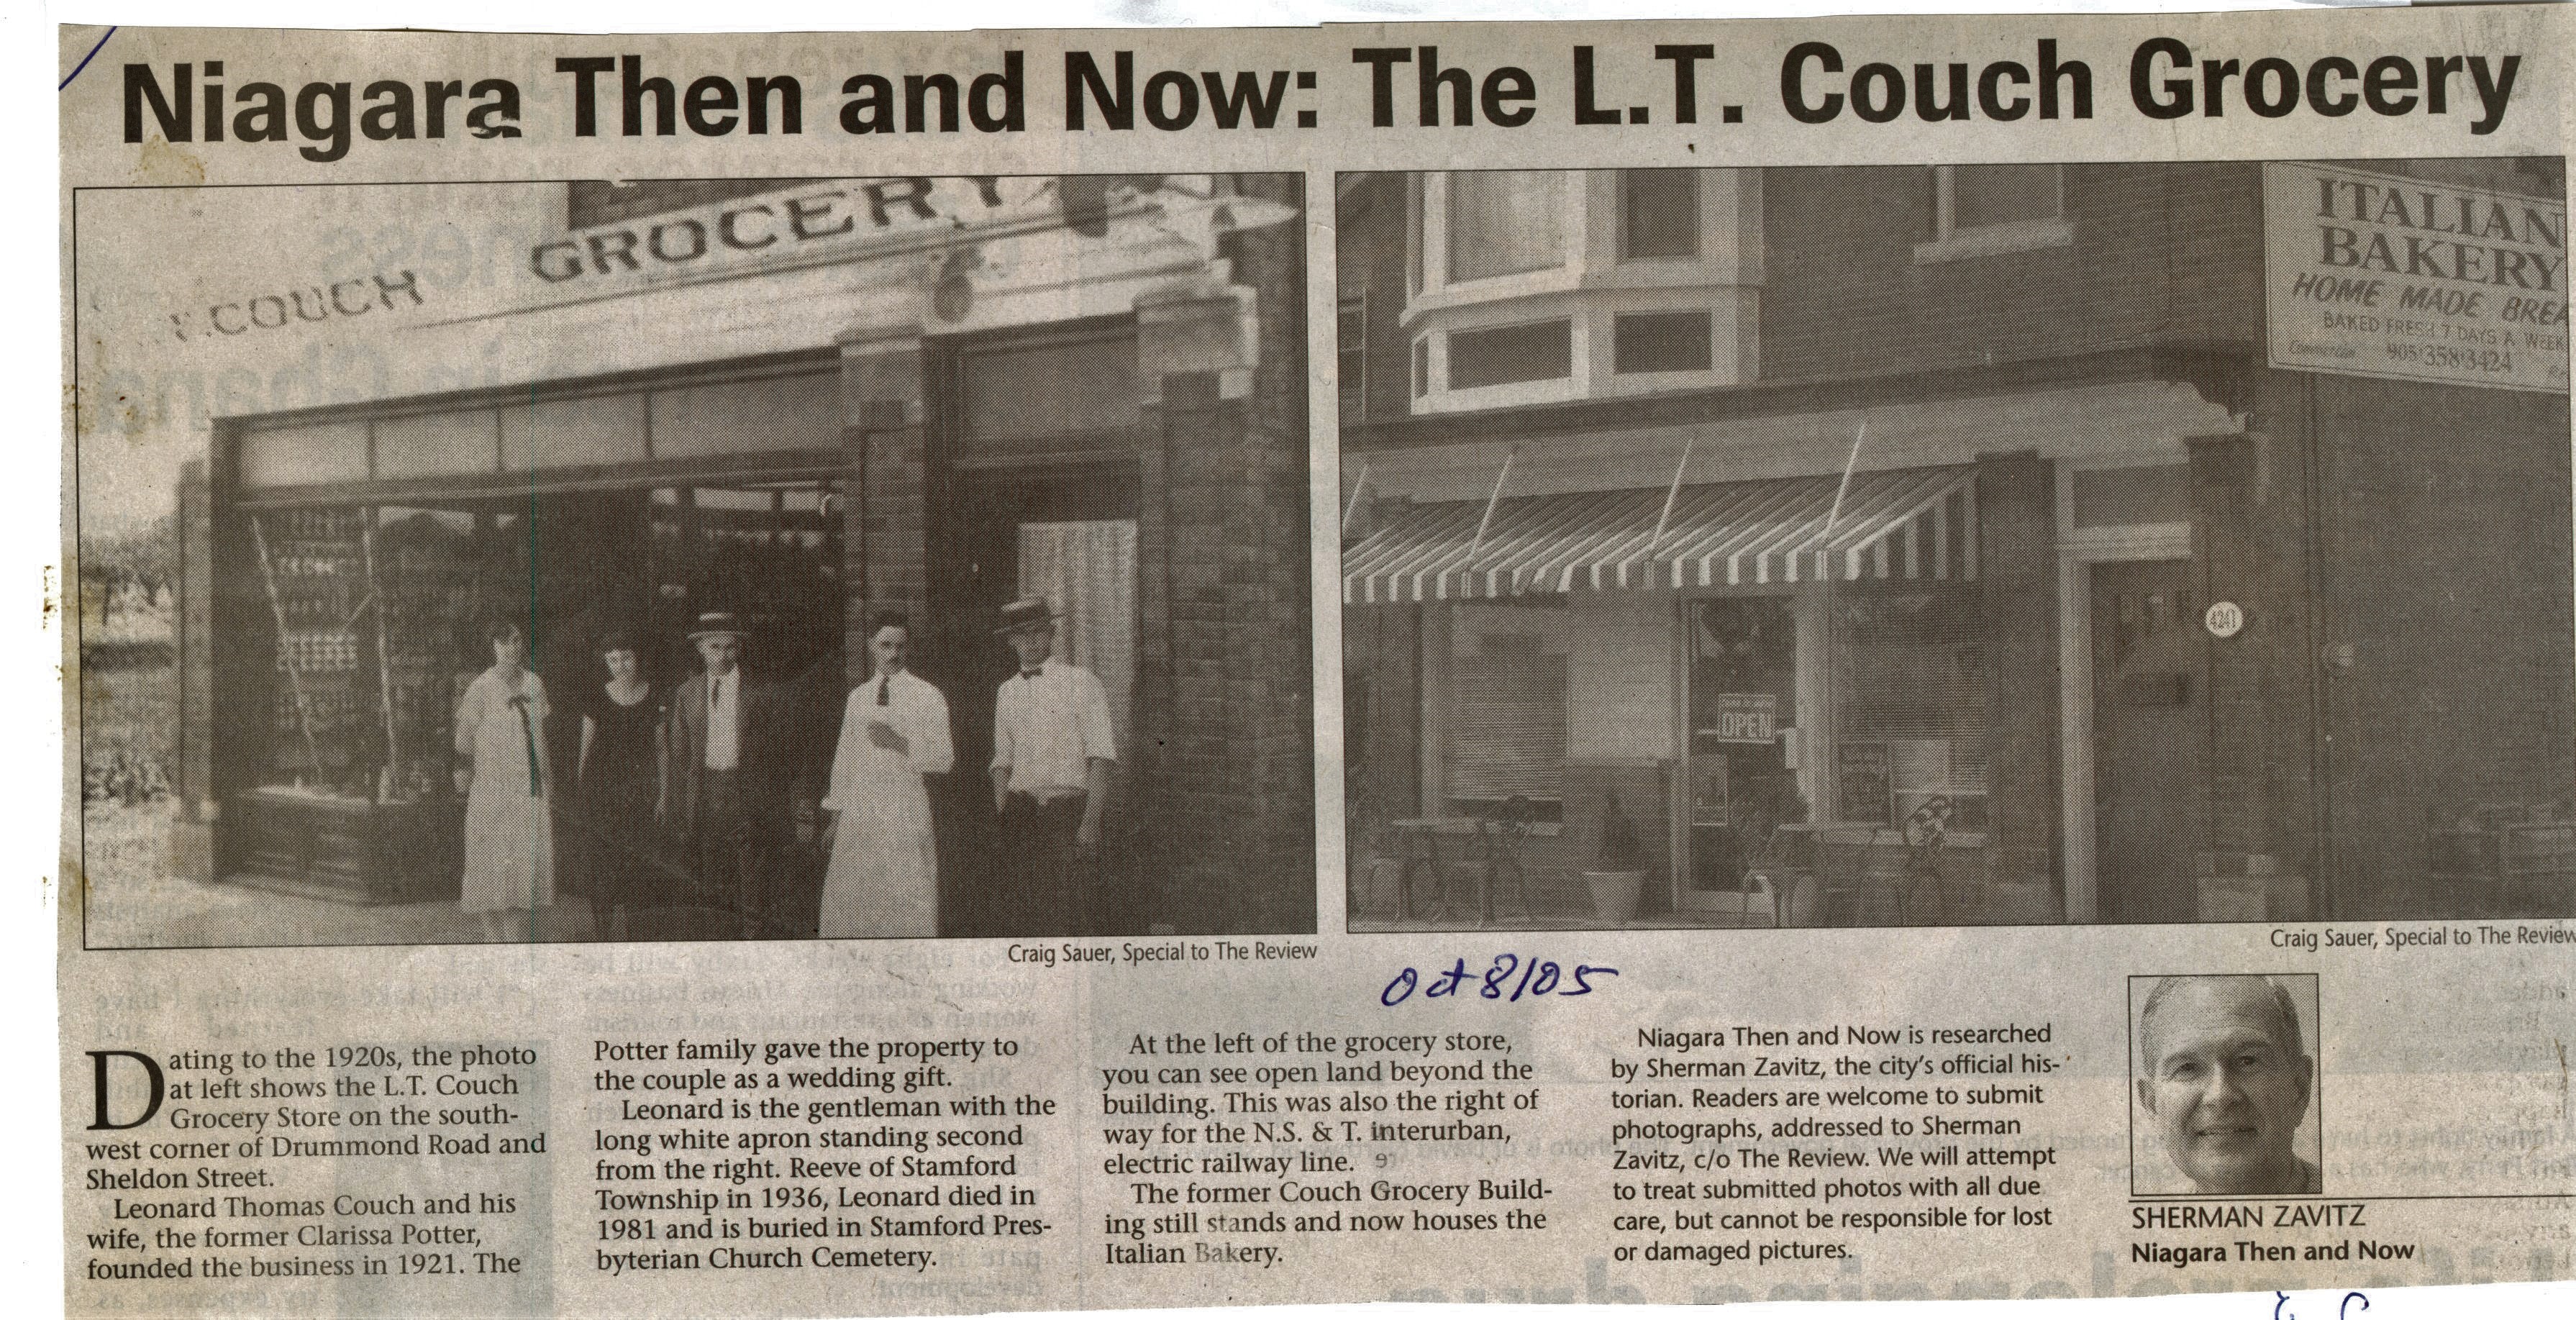 Niagara Then and Now: The L.T. Couch Grocery
COUCH GROCERY
ITALIAN
BAKERY
HOME MADE BREA
BAKED FRESH 7 DAYS A WEEK
905 358 3424
4241
OPEN
Craig Sauer, Special to The Review
Craig Sauer, Special to The Review
Oct 8/05
Dating to the 1920s, the photo
at left shows the L.T. Couch
Grocery Store on the south-
west corner of Drummond Road and
Sheldon Street.
Leonard Thomas Couch and his
wife, the former Clarissa Potter,
founded the business in 1921. The
Potter family gave the property to
the couple as a wedding gift.
Leonard is the gentleman with the
long white apron standing second
from the right. Reeve of Stamford
Township in 1936, Leonard died in
1981 and is buried in Stamford Pres-
byterian Church Cemetery.
At the left of the grocery store,
you can see open land beyond the
building. This was also the right of
way for the N.S. & T. interurban,
electric railway line.
The former Couch Grocery Build-
ing still stands and now houses the
Italian Bakery.
Niagara Then and Now is researched
by Sherman Zavitz, the city's official his-
torian. Readers are welcome to submit
photographs, addressed to Sherman
Zavitz, c/o The Review. We will attempt
to treat submitted photos with all due
care, but cannot be responsible for lost
or damaged pictures.
SHERMAN ZAVITZ
Niagara Then and Now